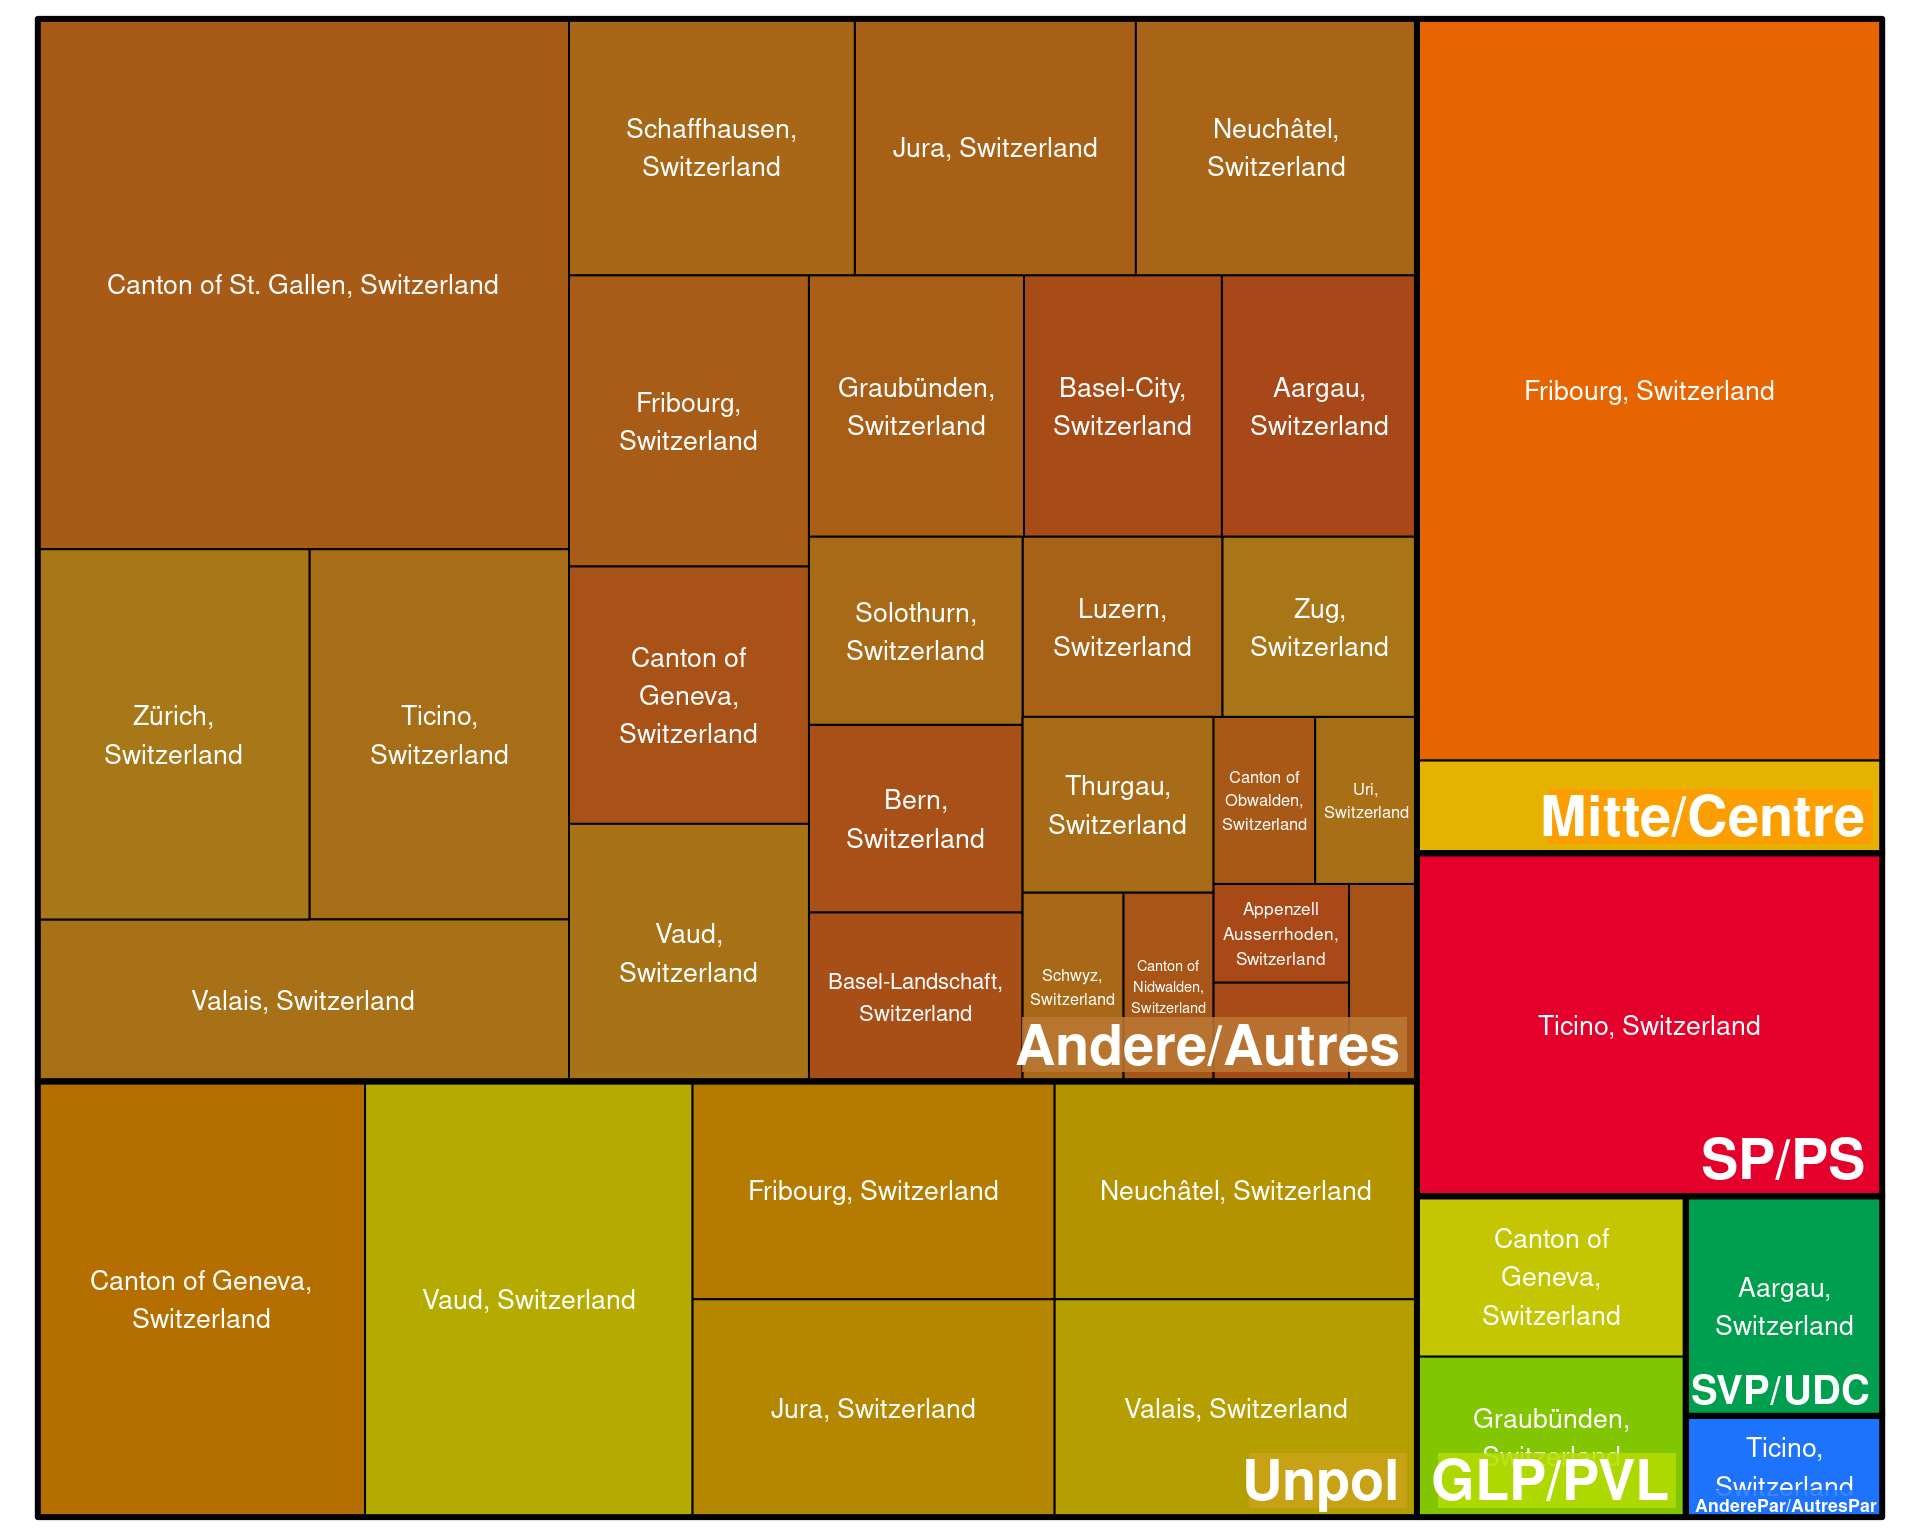 Canton of St. Gallen, Switzerland
Schaffhausen,
Switzerland
Jura, Switzerland
Neuchâtel,
Switzerland
Fribourg,
Switzerland
Graubünden,
Switzerland
Basel-City,
Switzerland
Aargau,
Switzerland
Zürich,
Switzerland
Ticino,
Switzerland
Valais, Switzerland
Canton of
Geneva,
Switzerland
Vaud,
Switzerland
Solothurn,
Switzerland
Luzern,
Switzerland
Zug,
Switzerland
Bern,
Switzerland
Basel-Landschaft,
Switzerland
Thurgau,
Switzerland
Canton of
Obwalden,
Switzerland
Uri,
Switzerland
Schwyz,
Switzerland
Canton of
Nidwalden,
Switzerland
Appenzell
Ausserrhoden,
Switzerland
Andere/Autres
Canton of Geneva,
Switzerland
Vaud, Switzerland
Fribourg, Switzerland
Neuchâtel, Switzerland
Jura, Switzerland
Valais, Switzerland
Unpol
Fribourg, Switzerland
Mitte/Centre
Ticino, Switzerland
SP/PS
Canton of
Geneva,
Switzerland
Graubünden,
Switzerland
GLP/PVL
Aargau,
Switzerland
SVP/UDC
Ticino,
Switzerland
AnderePar/AutresPar